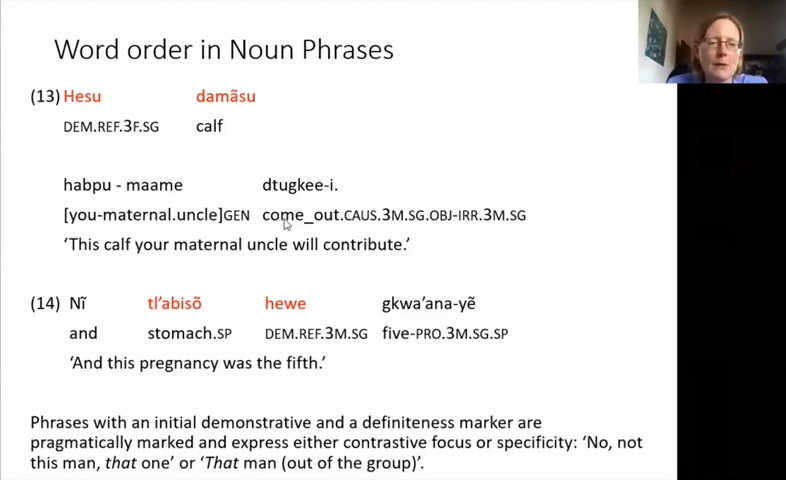 Word order in Noun Phrases
(13) Hesu damãsu
DEM.REF.3F.SG calf
habpu - maame dtugkee-i.
[you-maternal.uncle]GEN come_out.CAUS.3M.SG.OBJ-IRR.3M.SG
‘This calf your maternal uncle will contribute.’
(14) Nĩ tl’abisõ hewe gkwa’ana-yẽ
and stomach.SP DEM.REF.3M.SG five-PRO.3M.SG.SP
‘And this pregnancy was the fifth.’
Phrases with an initial demonstrative and a definiteness marker are
pragmatically marked and express either contrastive focus or specificity: ‘No, not
this man, that one’ or ‘That man (out of the group)’.